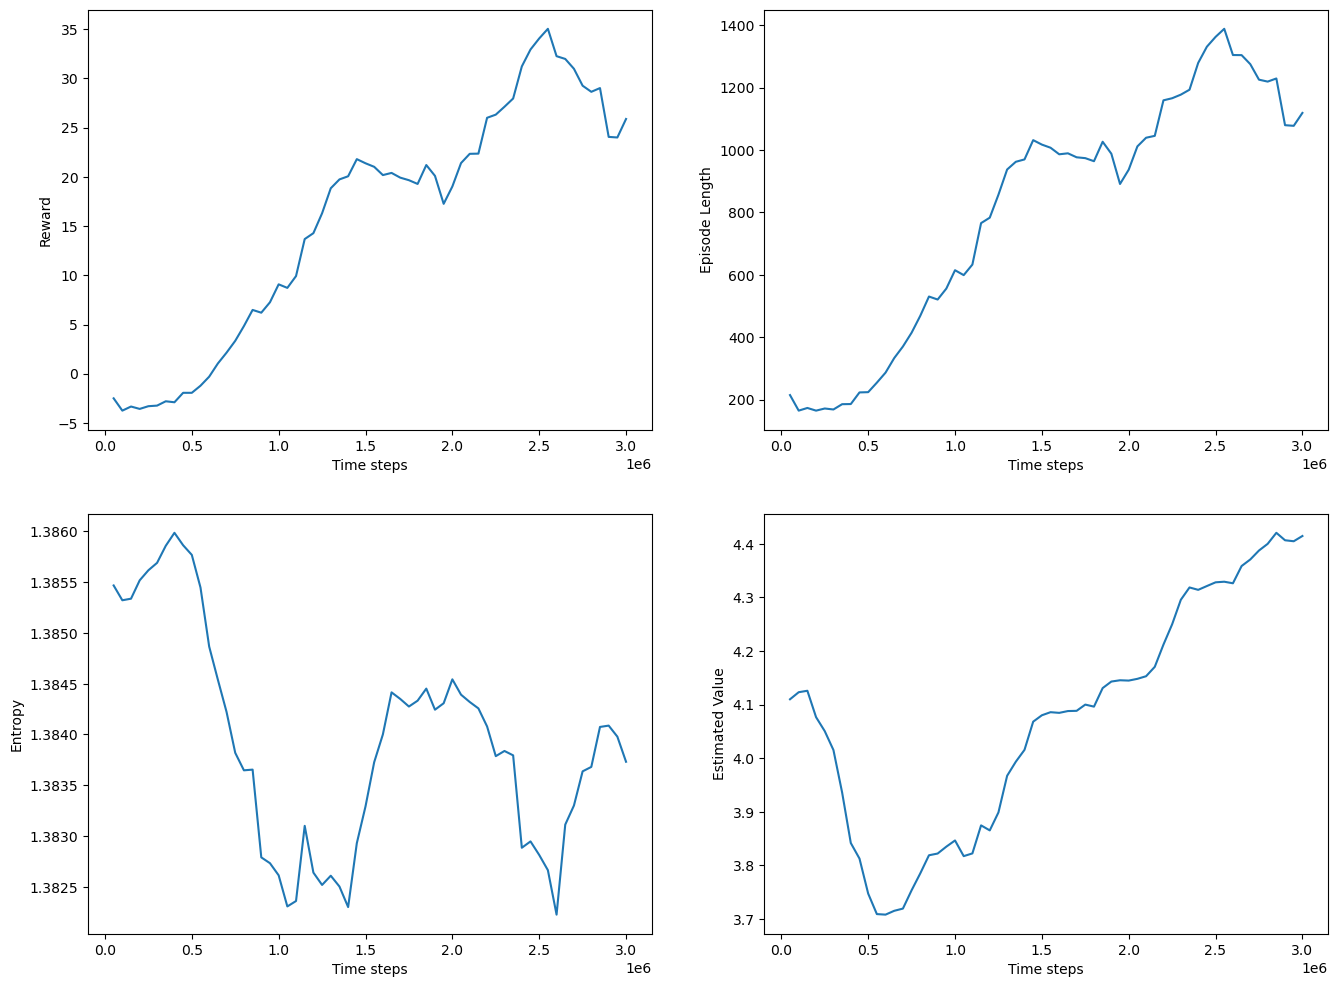 35
30
25
20
15
10
5
0
−5
Reward
0.0 0.5 1.0 1.5 2.0 2.5 3.0
1e6
Time steps
1400
1200
1000
800
600
400
200
Episode Length
0.0 0.5 1.0 1.5 2.0 2.5 3.0
1e6
Time steps
1.3860
1.3855
1.3850
1.3845
1.3840
1.3835
1.3830
1.3825
Entropy
0.0 0.5 1.0 1.5 2.0 2.5 3.0
1e6
Time steps
4.4
4.3
4.2
4.1
4.0
3.9
3.8
3.7
Estimated Value
0.0 0.5 1.0 1.5 2.0 2.5 3.0
1e6
Time steps